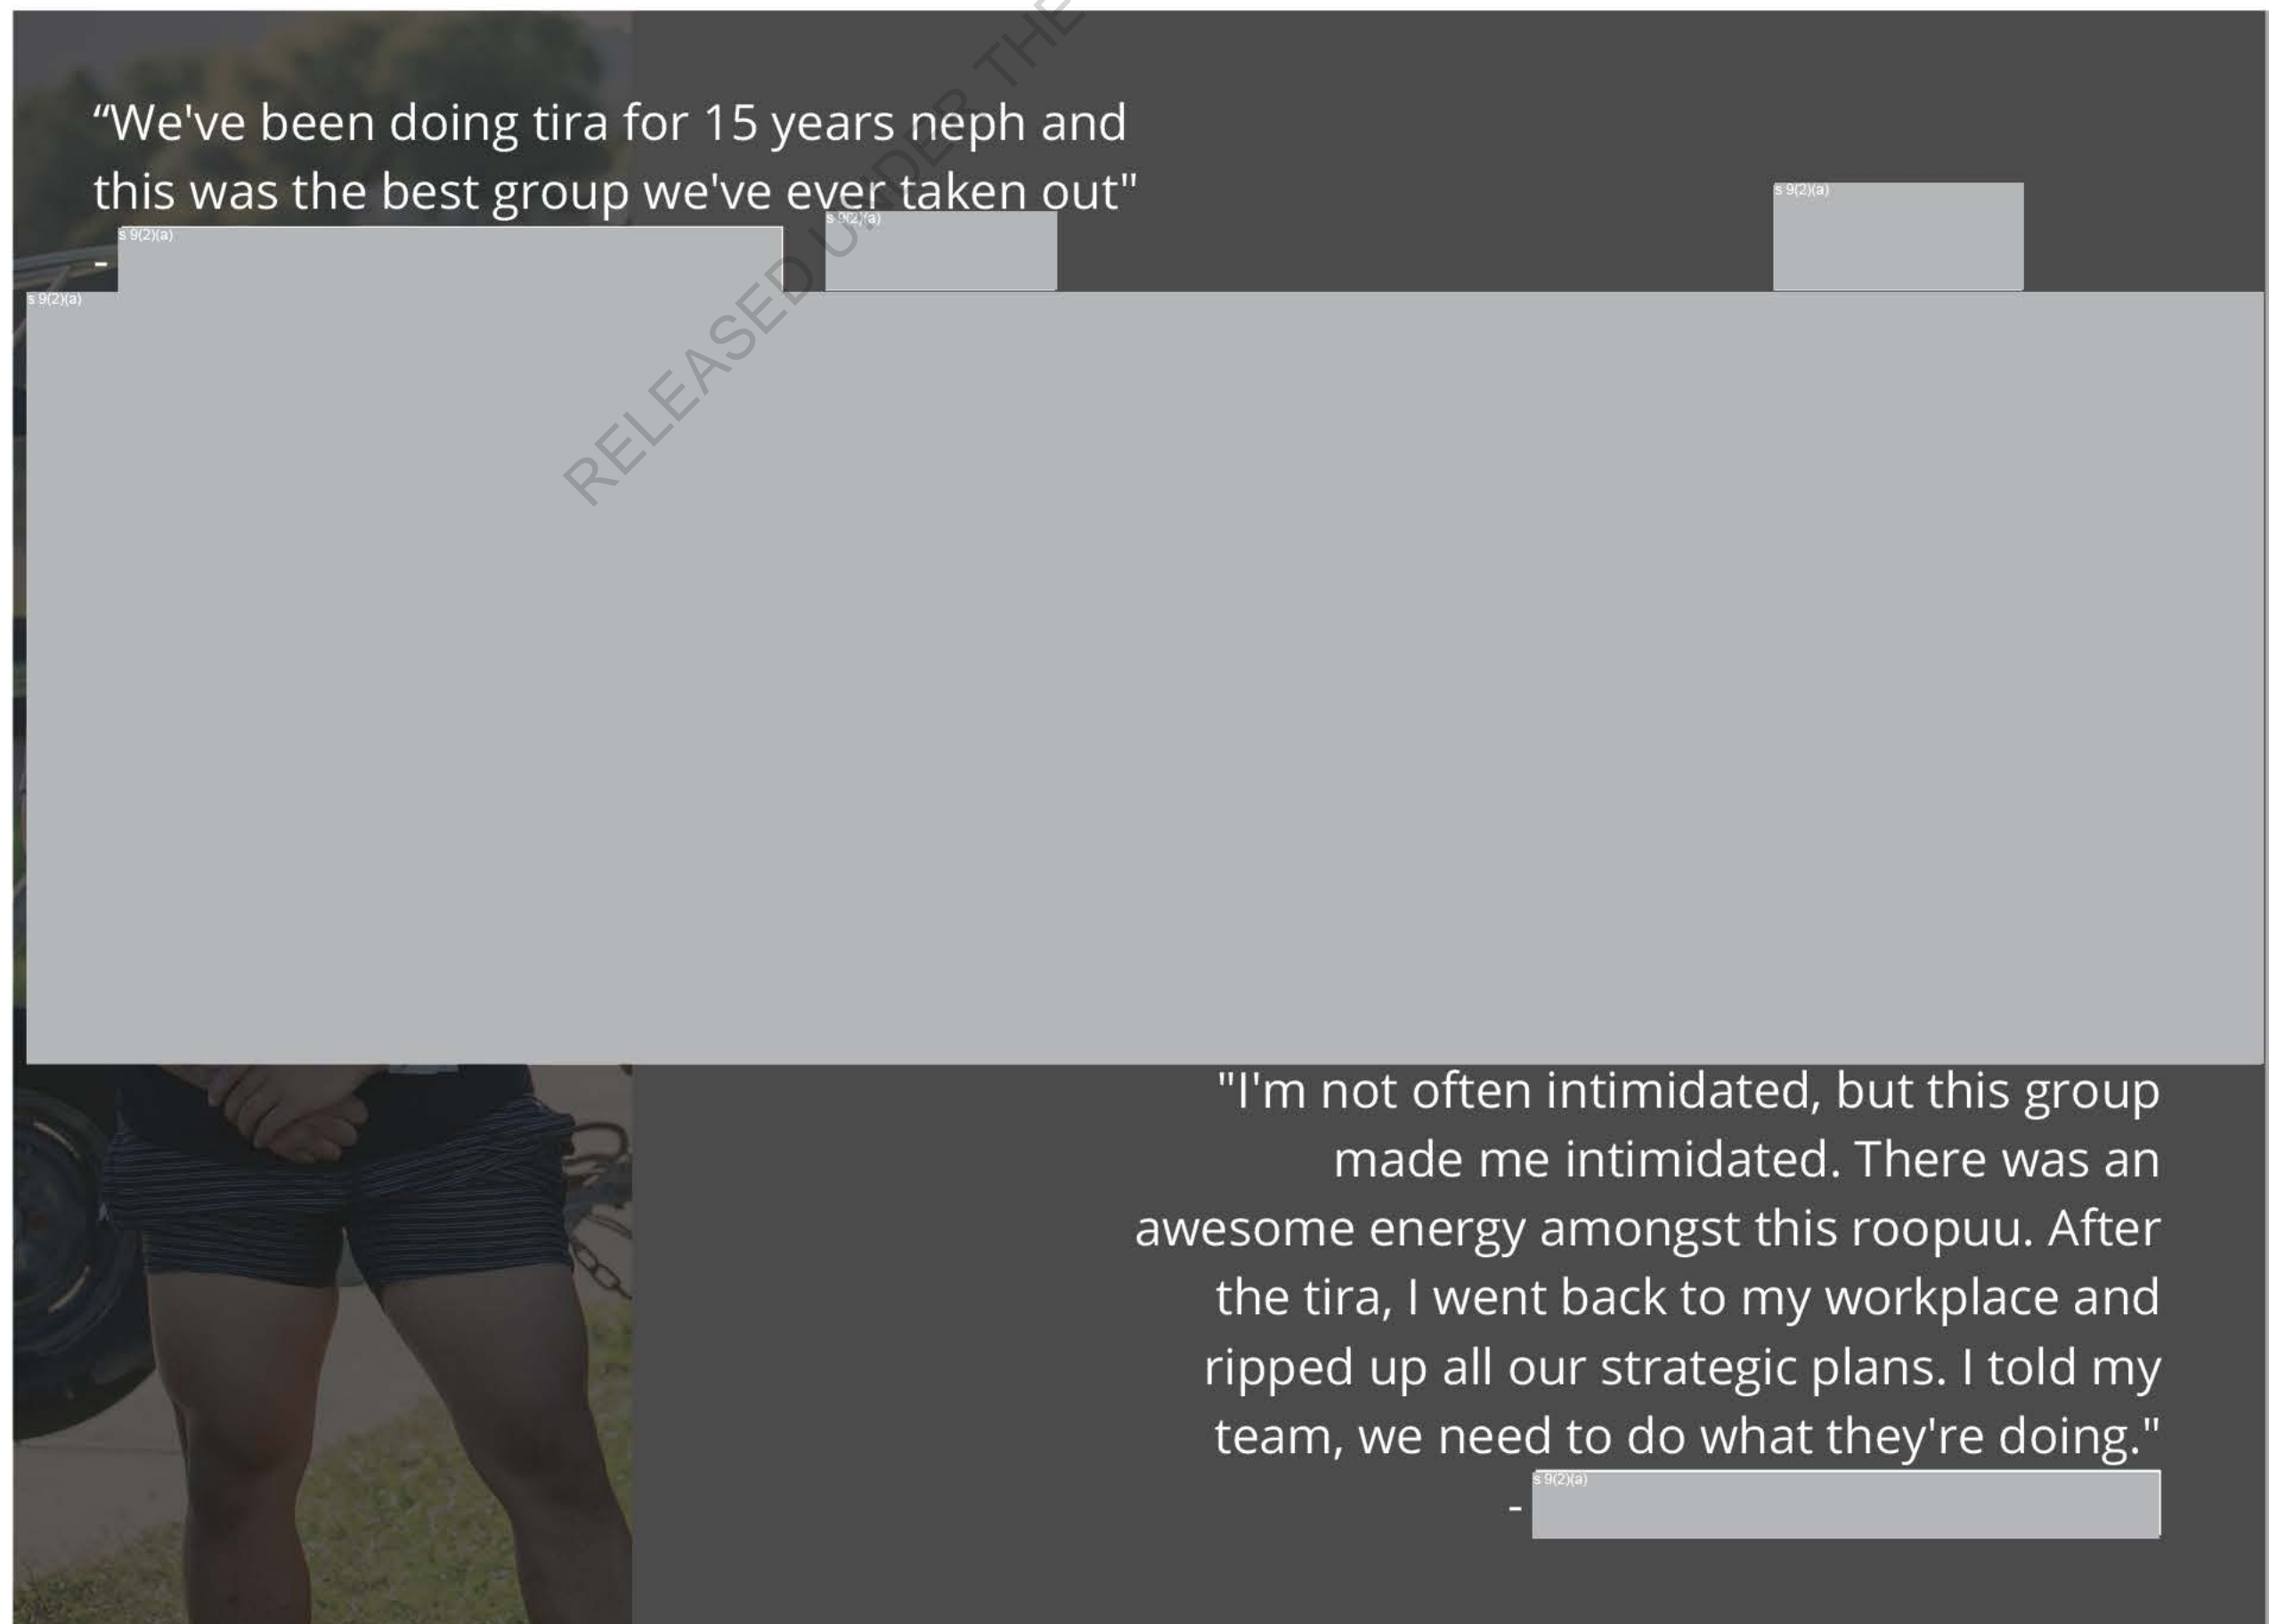 “We've been doing tira for 15 years neph and
this was the best group we've ever taken out"
s 9(2)(a)
s 9(2)(a)
- s 9(2)(a)
s 9(2)(a)
RELEASED UNDER THE
"I'm not often intimidated, but this group
made me intimidated. There was an
awesome energy amongst this roopuu. After
the tira, I went back to my workplace and
ripped up all our strategic plans. I told my
team, we need to do what they're doing."
- s 9(2)(a)